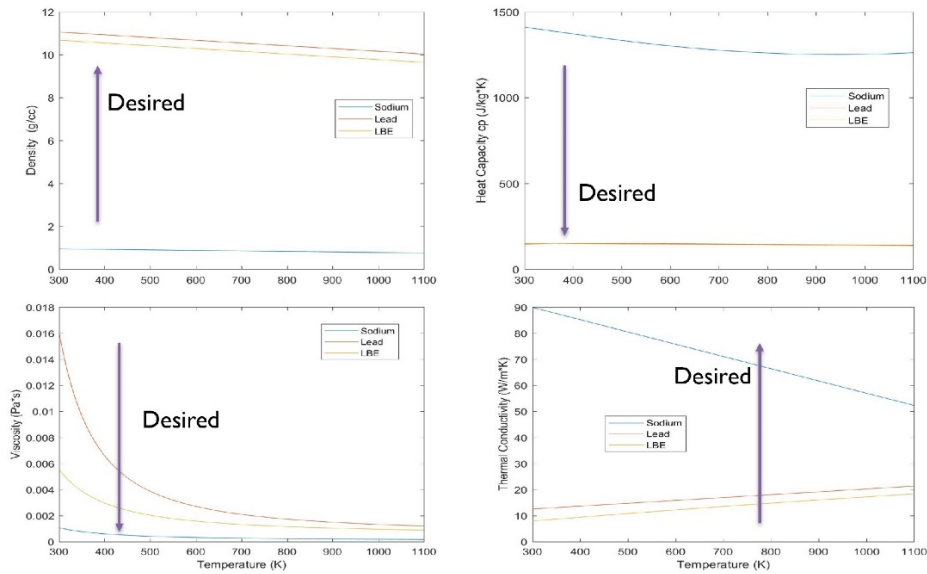 12
10
8
6
4
2
0
Density (g/cc)
Desired
Sodium
Lead
LBE
300 400 500 600 700 800 900 1000 1100
1500
1000
500
0
Heat Capacity cp (J/kg*K)
Desired
Sodium
Lead
LBE
300 400 500 600 700 800 900 1000 1100
0.018
0.016
0.014
0.012
0.01
0.008
0.006
0.004
0.002
0
Viscosity (Pa*s)
Desired
Sodium
Lead
LBE
300 400 500 600 700 800 900 1000 1100
Temperature (K)
90
80
70
60
50
40
30
20
10
0
Thermal Conductivity (W/m*K)
Desired
Sodium
Lead
LBE
300 400 500 600 700 800 900 1000 1100
Temperature (K)